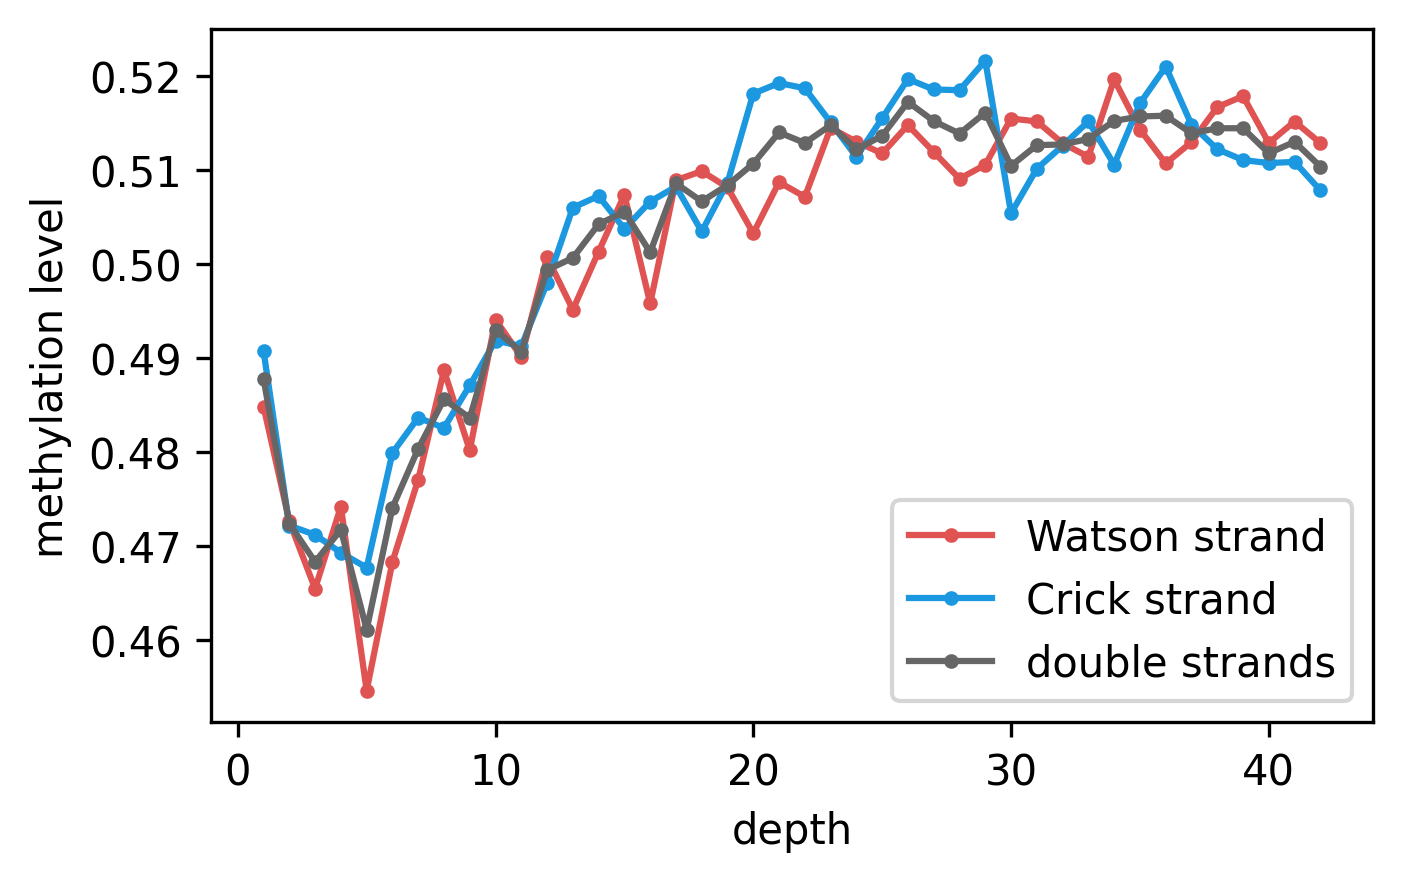 0.52
0.51
0.50
0.49
0.48
0.47
0.46
methylation level
Watson strand
Crick strand
double strands
0 10 20 30 40
depth